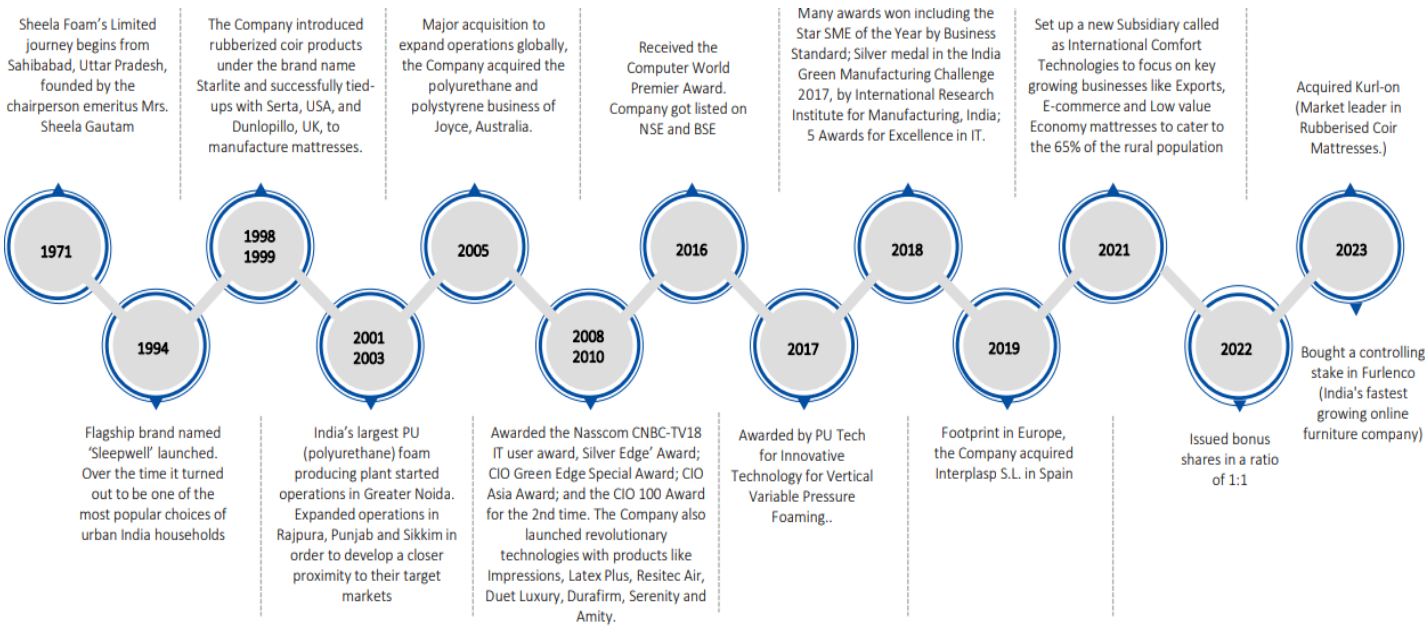 Sheela Foam's Limited
journey begins from
Sahibabad, Uttar Pradesh,
founded by the
chairperson emeritus Mrs.
Sheela Gautam
The Company introduced
rubberized coir products
under the brand name
Starlite and successfully tied-
ups with Serta, USA, and
Dunlopillo, UK, to
manufacture mattresses.
Major acquisition to
expand operations globally,
the Company acquired the
polyurethane and
polystyrene business of
Joyce, Australia.
Received the
Computer World
Premier Award.
Company got listed on
NSE and BSE
Many awards won including the
Star SME of the Year by Business
Standard; Silver medal in the India
Green Manufacturing Challenge
2017, by International Research
Institute for Manufacturing, India;
5 Awards for Excellence in IT.
Set up a new Subsidiary called
as International Comfort
Technologies to focus on key
growing businesses like Exports,
E-commerce and Low value
Economy mattresses to cater to
the 65% of the rural population
Acquired Kurl-on
(Market leader in
Rubberised Coir
Mattresses.)
1971
1998
1999
2005
2016
2018
2021
2023
1994
2001
2003
2008
2010
2017
2019
2022
Flagship brand named
'Sleepwell' launched.
Over the time it turned
out to be one of the
most popular choices of
urban India households
India's largest PU
(polyurethane) foam
producing plant started
operations in Greater Noida.
Expanded operations in
Rajpura, Punjab and Sikkim in
order to develop a closer
proximity to their target
markets
Awarded the Nasscom CNBC-TV18
IT user award, Silver Edge' Award;
CIO Green Edge Special Award; CIO
Asia Award; and the CIO 100 Award
for the 2nd time. The Company also
launched revolutionary
technologies with products like
Impressions, Latex Plus, Resitec Air,
Duet Luxury, Durafirm, Serenity and
Amity.
Awarded by PU Tech
for Innovative
Technology for Vertical
Variable Pressure
Foaming..
Footprint in Europe,
the Company acquired
Interplasp S.L. in Spain
Issued bonus
shares in a ratio
of 1:1
Bought a controlling
stake in Furlenco
(India's fastest
growing online
furniture company)